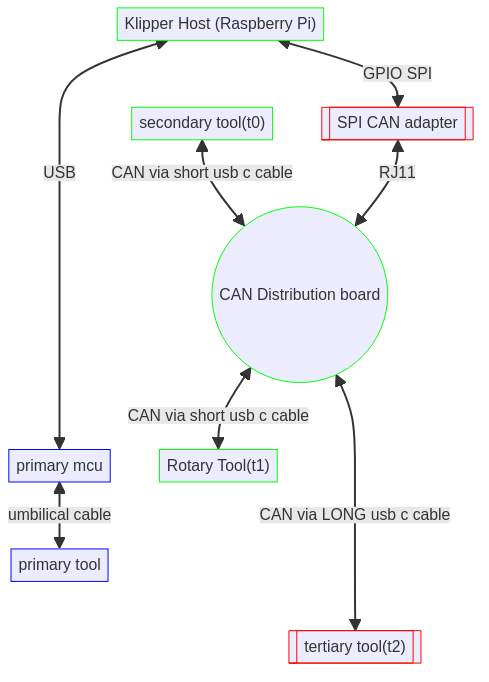 Klipper Host (Raspberry Pi)
GPIO SPI
secondary tool(t0)
SPI CAN adapter
USB
CAN via short usb c cable
RJ11
CAN Distribution board
CAN via short usb c cable
primary mcu
Rotary Tool(t1)
umbilical cable
CAN via LONG usb c cable
primary tool
tertiary tool(t2)